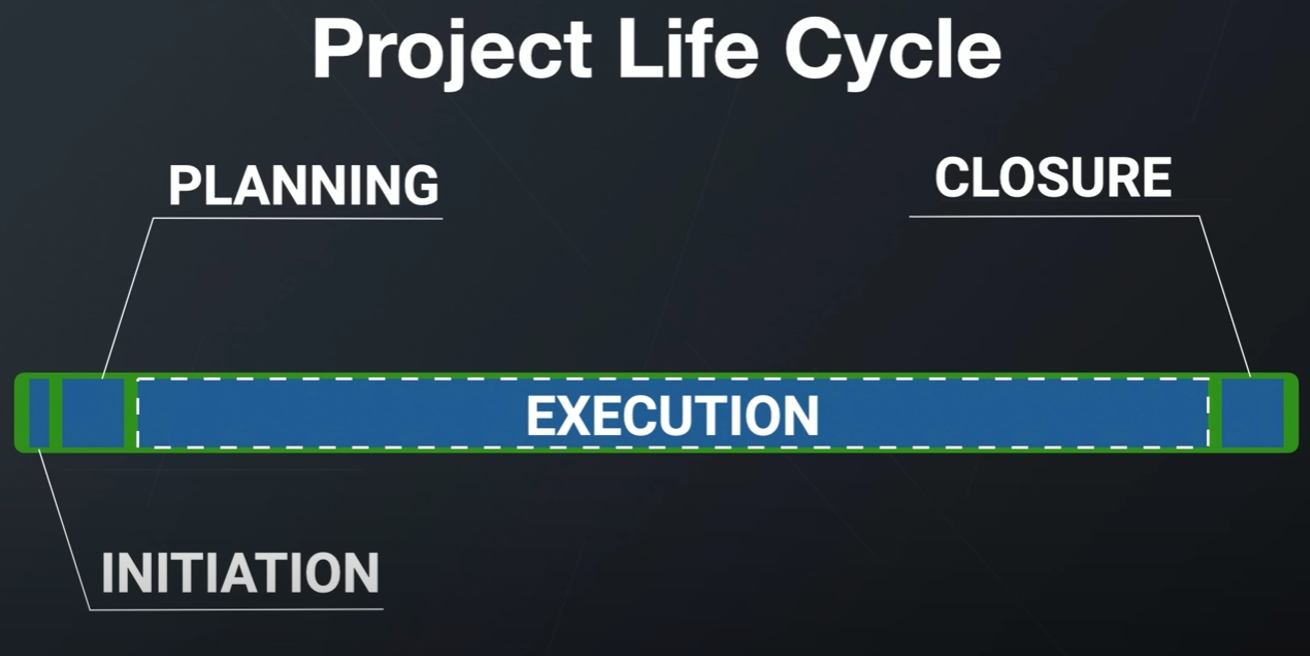 Project Life Cycle
PLANNING
CLOSURE
EXECUTION
INITIATION